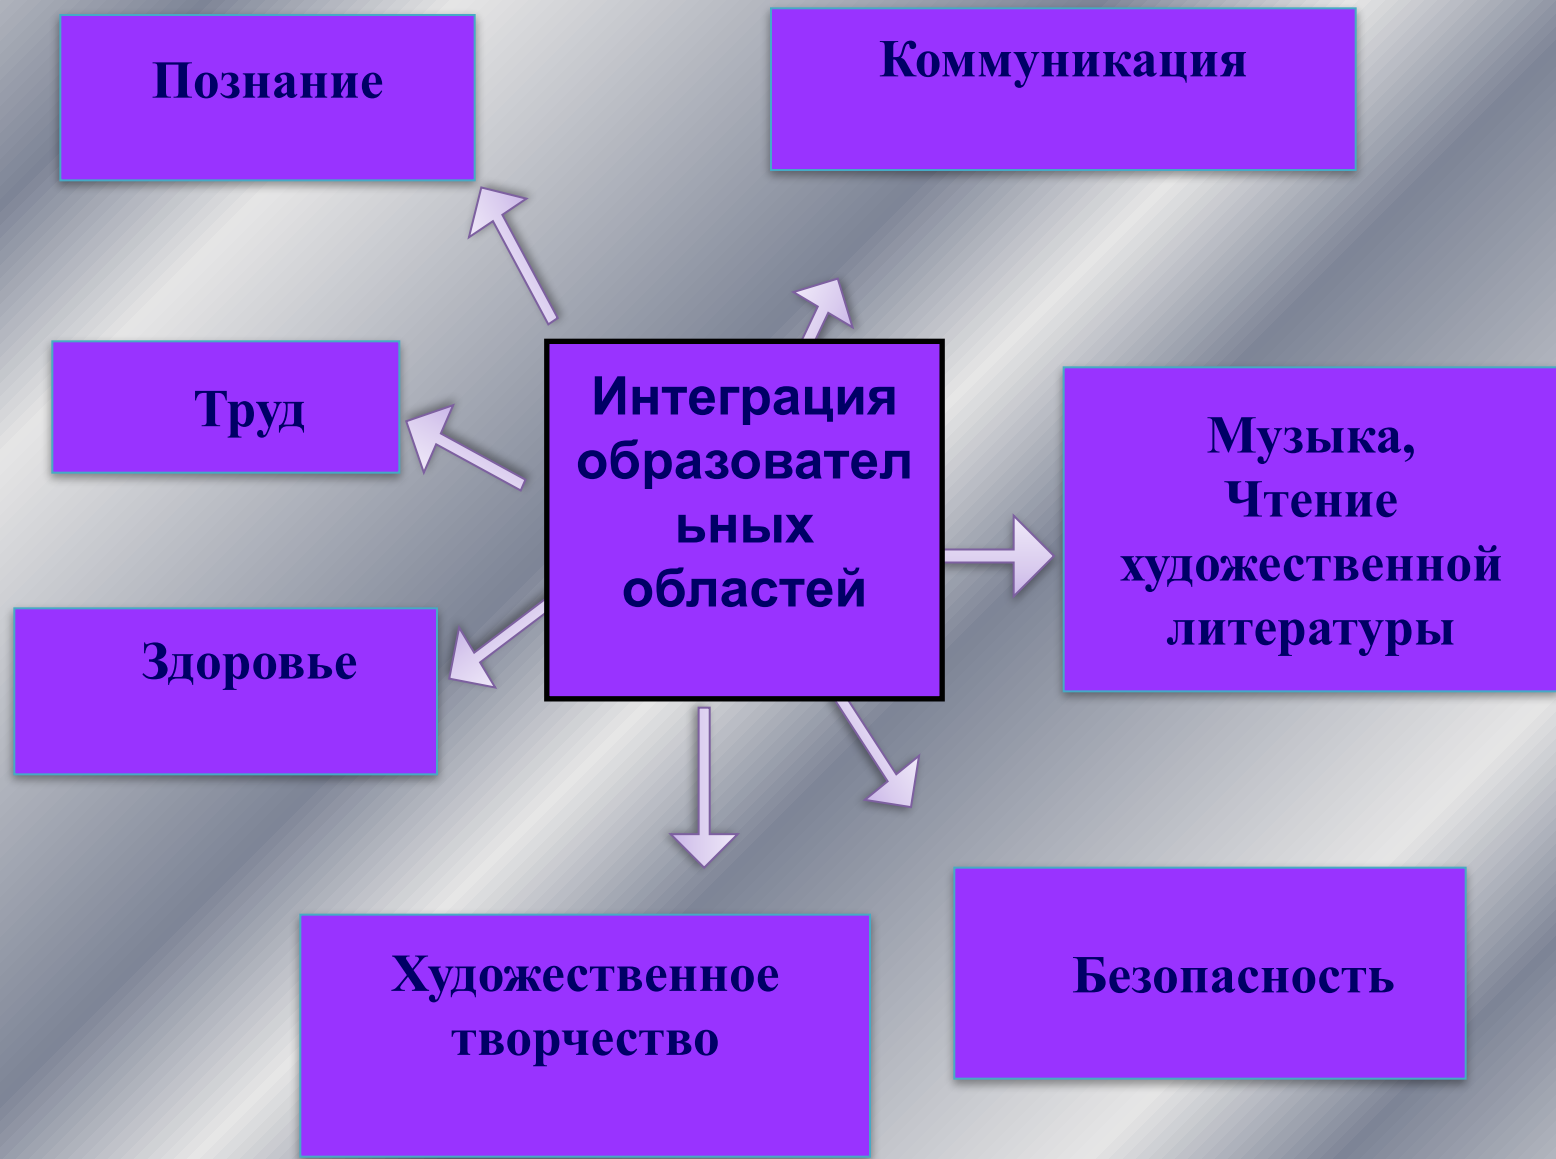 Познание
Коммуникация
Труд
Интеграция
образовател
ьных
областей
Музыка,
Чтение
художественной
литературы
Здоровье
Художественное
творчество
Безопасность